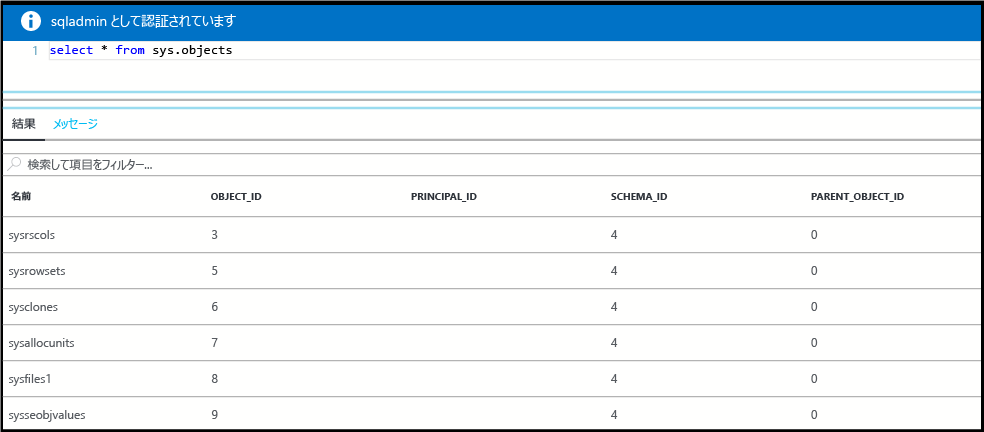 sqladmin として認証されています
1 select * from sys.objects
結果 メッセージ
検索して項目をフィルター...
名前 OBJECT_ID PRINCIPAL_ID SCHEMA_ID PARENT_OBJECT_ID
sysrscols 3 4 0
sysrowsets 5 4 0
sysclones 6 4 0
sysallocunits 7 4 0
sysfiles1 8 4 0
sysseobjvalues 9 4 0